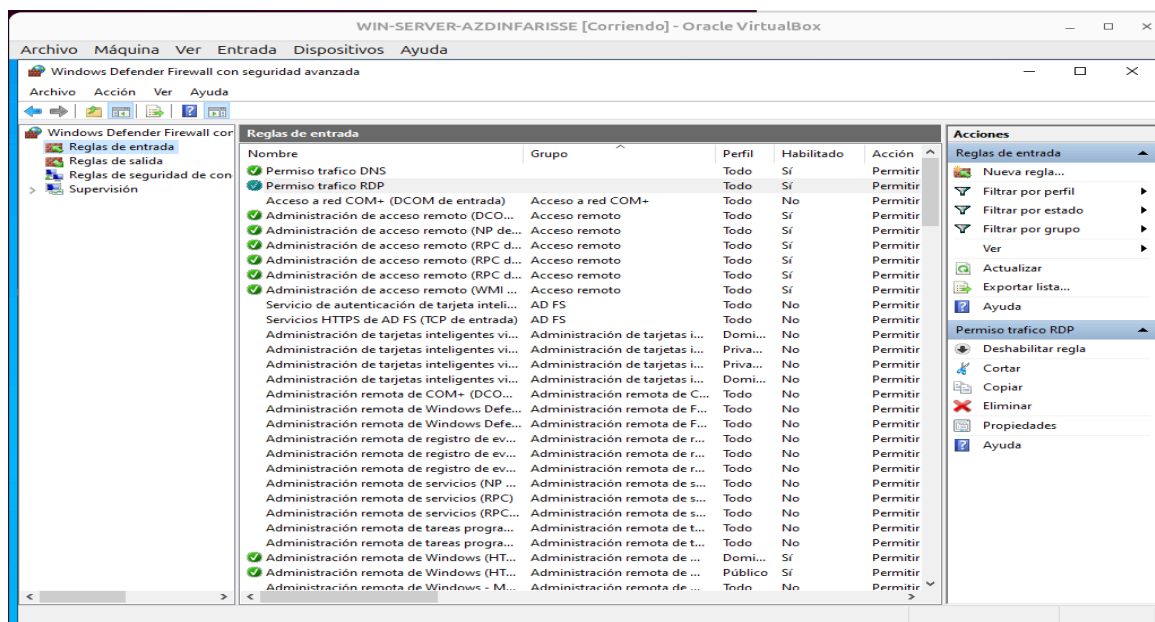 WIN-SERVER-AZDINFARISSE [Corriendo] - Oracle VirtualBox
Archivo Máquina Ver Entrada Dispositivos Ayuda
Windows Defender Firewall con seguridad avanzada
Archivo Acción Ver Ayuda
Windows Defender Firewall con
Reglas de entrada
Reglas de salida
Reglas de seguridad de con
Supervisión
Reglas de entrada
Nombre Grupo Perfil Habilitado Acción
Permiso trafico DNS Todo Sí Permitir
Permiso trafico RDP Todo Sí Permitir
Acceso a red COM+ (DCOM de entrada) Acceso a red COM+ Todo No Permitir
Administración de acceso remoto (DCO... Acceso remoto Todo Sí Permitir
Administración de acceso remoto (NP de... Acceso remoto Todo Sí Permitir
Administración de acceso remoto (RPC d... Acceso remoto Todo Sí Permitir
Administración de acceso remoto (RPC d... Acceso remoto Todo Sí Permitir
Administración de acceso remoto (RPC d... Acceso remoto Todo Sí Permitir
Administración de acceso remoto (WMI ... Acceso remoto Todo Sí Permitir
Servicio de autenticación de tarjeta inteli... AD FS Todo No Permitir
Servicios HTTPS de AD FS (TCP de entrada) AD FS Todo No Permitir
Administración de tarjetas inteligentes vi... Administración de tarjetas i... Domi... No Permitir
Administración de tarjetas inteligentes vi... Administración de tarjetas i... Priva... No Permitir
Administración de tarjetas inteligentes vi... Administración de tarjetas i... Priva... No Permitir
Administración de tarjetas inteligentes vi... Administración de tarjetas i... Domi... No Permitir
Administración remota de COM+ (DCO... Administración remota de C... Todo No Permitir
Administración remota de Windows Defe... Administración remota de F... Todo No Permitir
Administración remota de Windows Defe... Administración remota de F... Todo No Permitir
Administración remota de registro de ev... Administración remota de r... Todo No Permitir
Administración remota de registro de ev... Administración remota de r... Todo No Permitir
Administración remota de registro de ev... Administración remota de r... Todo No Permitir
Administración remota de servicios (NP ... Administración remota de s... Todo No Permitir
Administración remota de servicios (RPC) Administración remota de s... Todo No Permitir
Administración remota de servicios (RPC... Administración remota de s... Todo No Permitir
Administración remota de tareas progra... Administración remota de t... Todo No Permitir
Administración remota de tareas progra... Administración remota de t... Todo No Permitir
Administración remota de Windows (HT... Administración remota de ... Domi... Sí Permitir
Administración remota de Windows (HT... Administración remota de ... Público Sí Permitir
Administración remota de Windows - M... Administración remota de ... Todo No Permitir
Acciones
Reglas de entrada
Nueva regla...
Filtrar por perfil
Filtrar por estado
Filtrar por grupo
Ver
Actualizar
Exportar lista...
Ayuda
Permiso trafico RDP
Deshabilitar regla
Cortar
Copiar
Eliminar
Propiedades
Ayuda